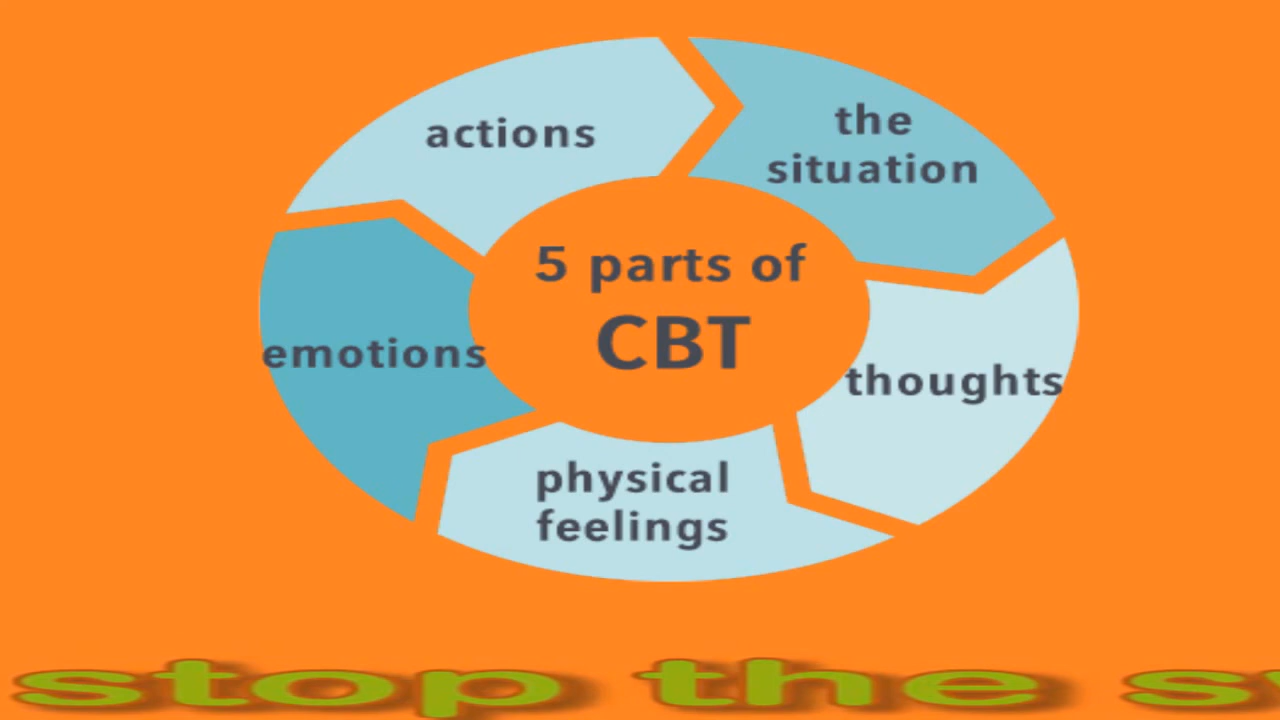 actions
the
situation
5 parts of
CBT
emotions
thoughts
physical
feelings
stop the